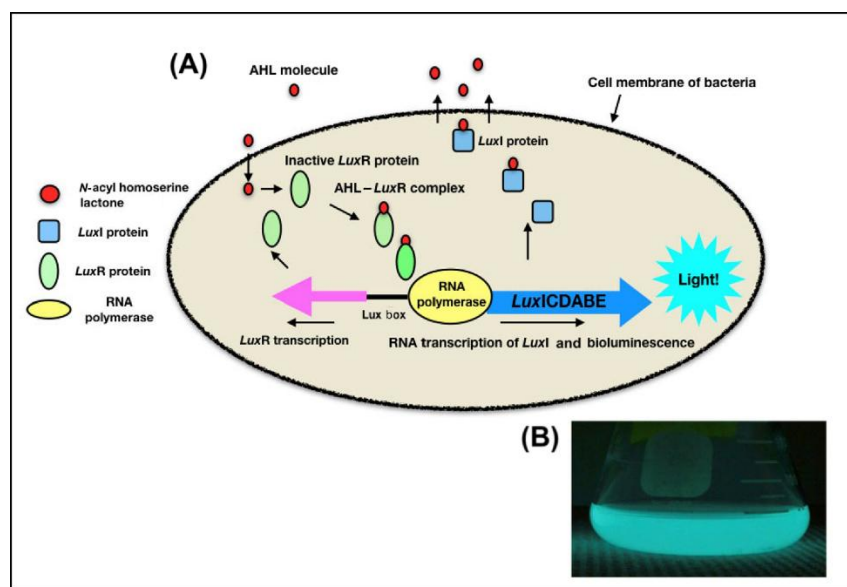 (A)
AHL molecule
Cell membrane of bacteria
LuxI protein
Inactive LuxR protein
AHL – LuxR complex
N-acyl homoserine
lactone
LuxI protein
LuxR protein
RNA
polymerase
RNA
polymerase
LuxICDABE
Light!
Lux box
LuxR transcription
RNA transcription of LuxI and bioluminescence
(B)